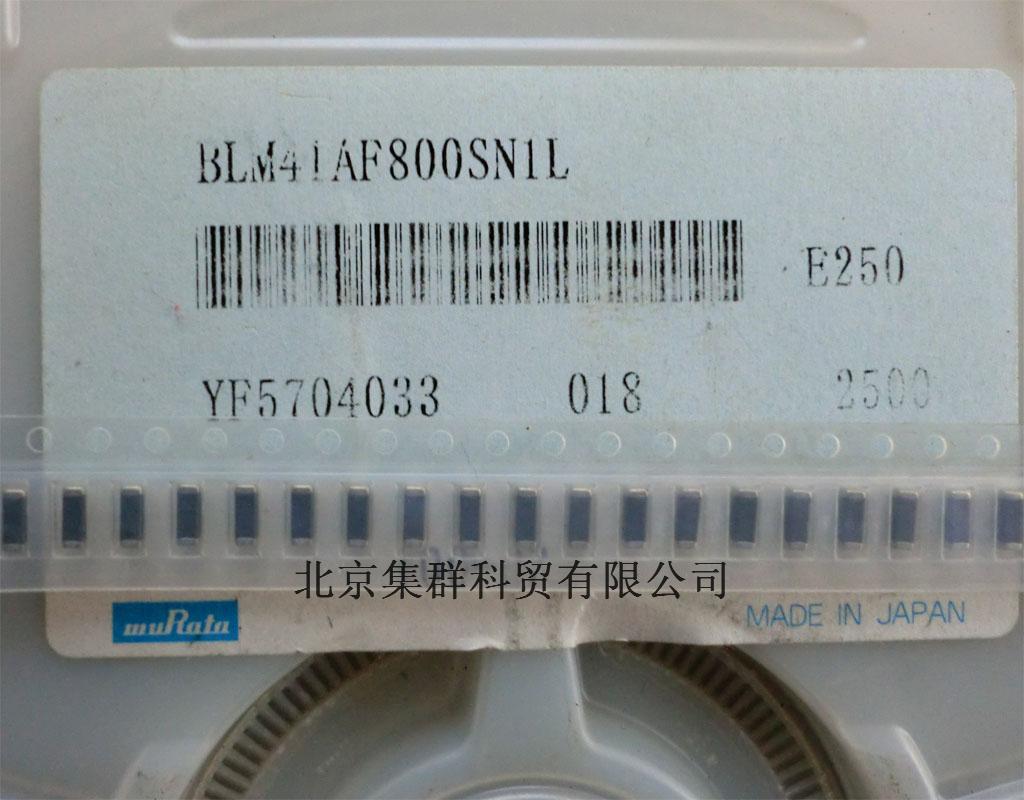 BLM41AF800SN1L
E250
YF5704033 018 2500
北京集群科贸有限公司
muRata
MADE IN JAPAN